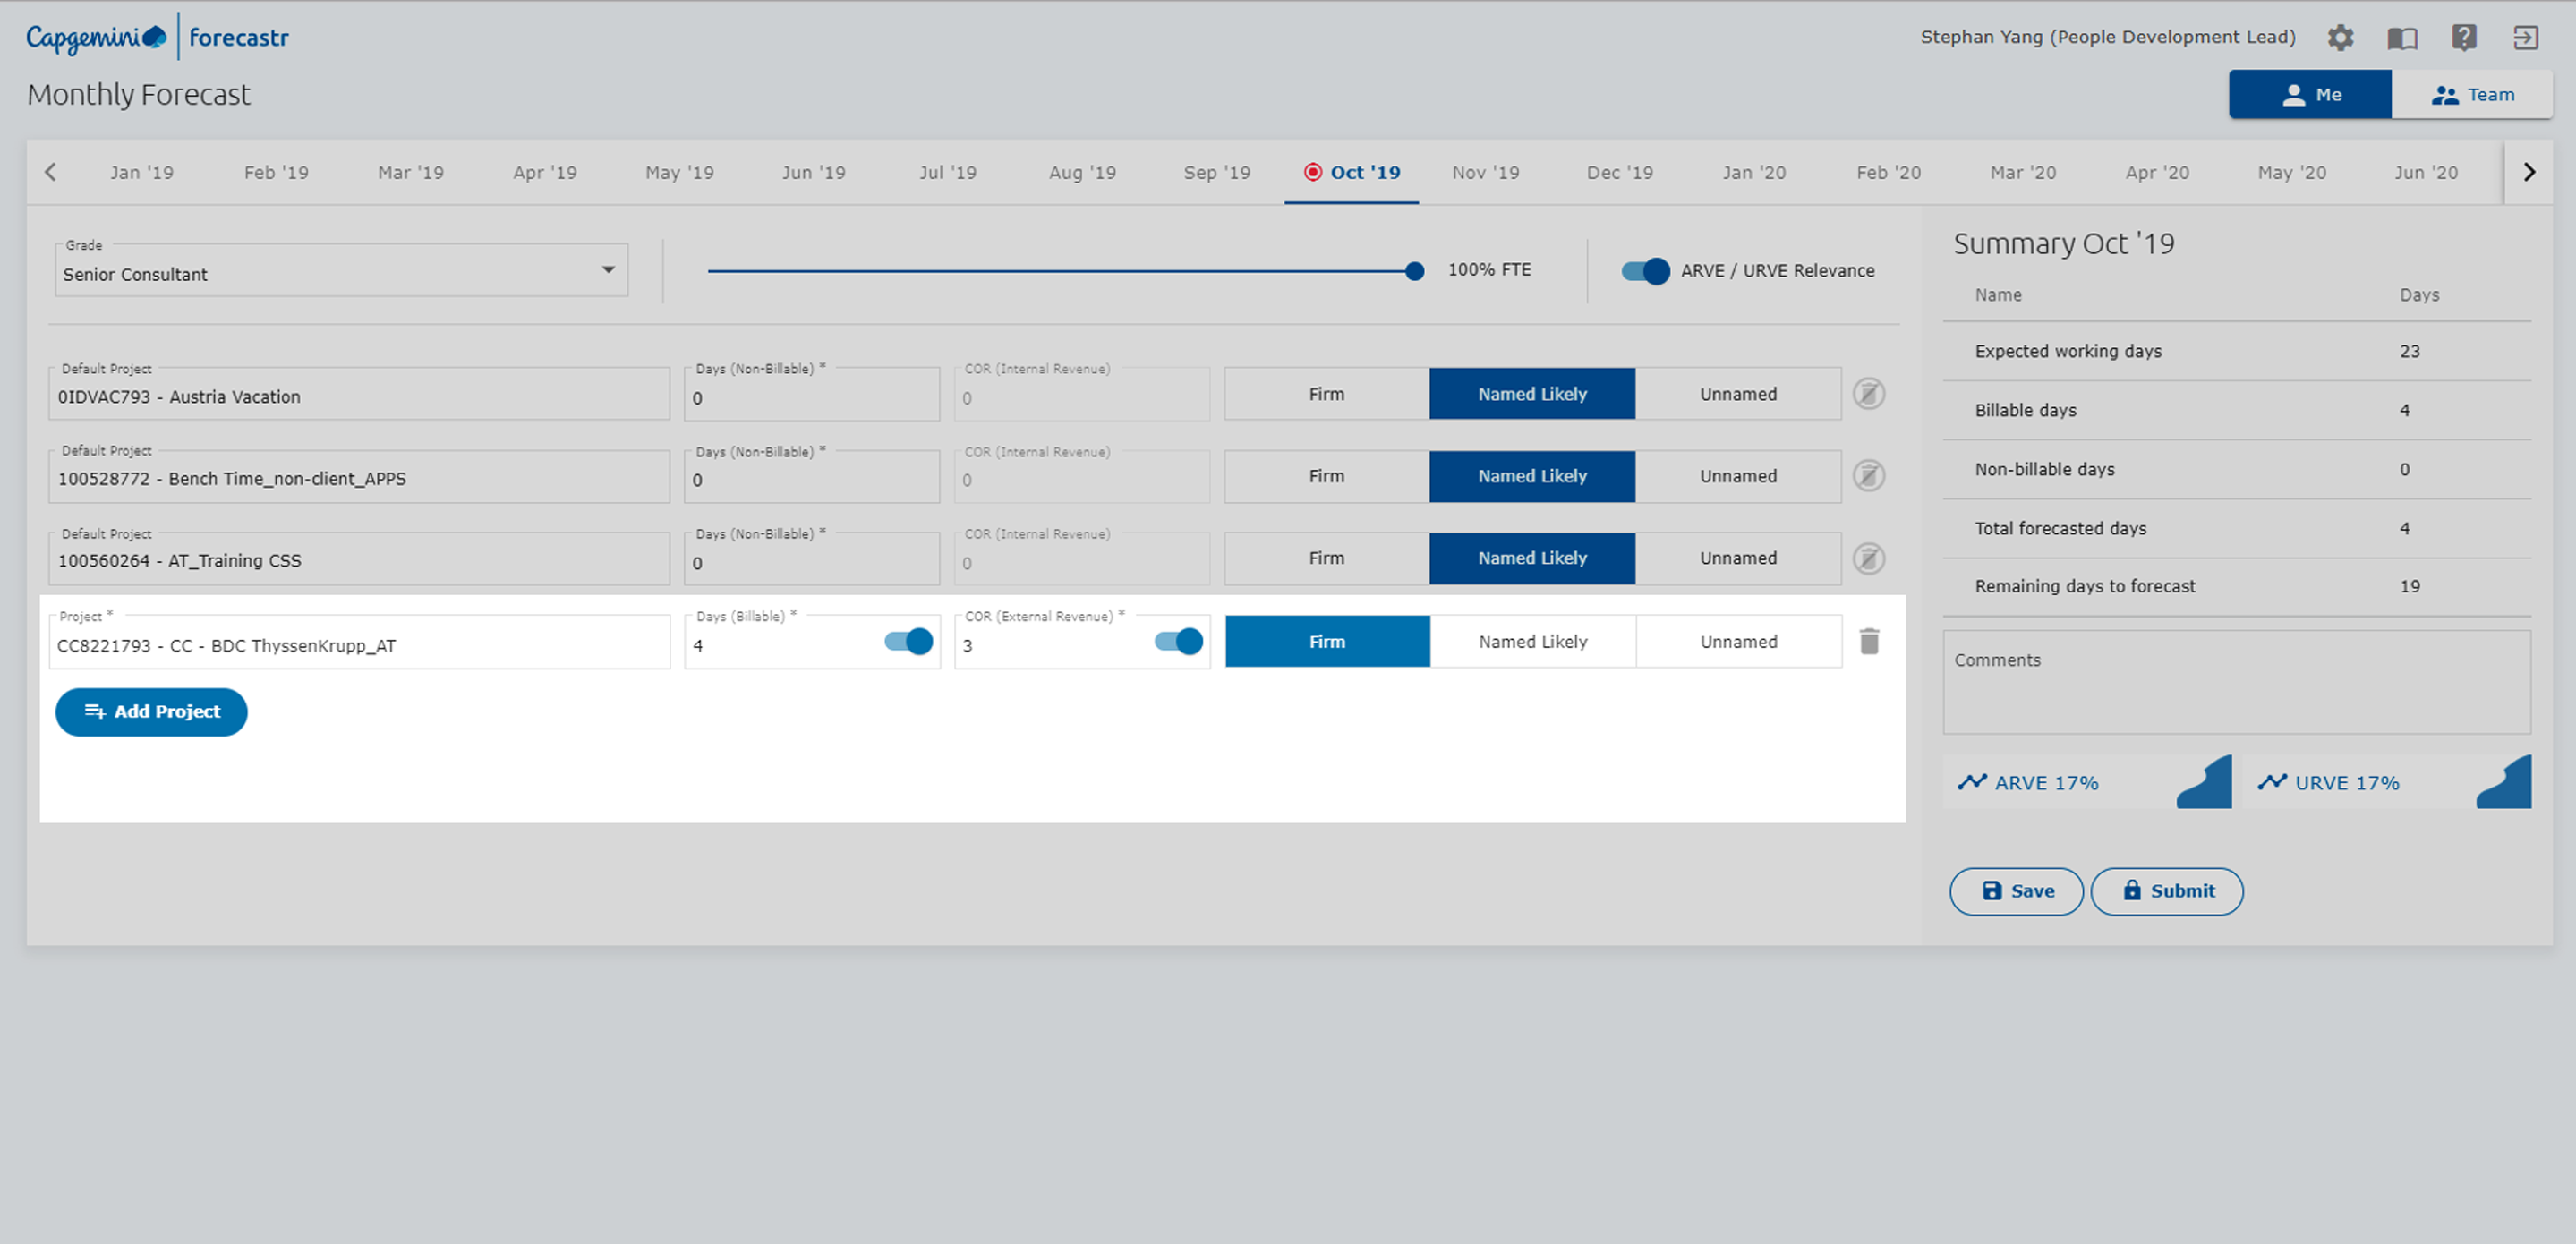 Capgemini forecastr
Stephan Yang (People Development Lead)
Monthly Forecast
Me
Team
Jan '19
Feb '19
Mar '19
Apr '19
May '19
Jun '19
Jul '19
Aug '19
Sep '19
Oct '19
Nov '19
Dec '19
Jan '20
Feb '20
Mar '20
Apr '20
May '20
Jun '20
Grade
Senior Consultant
100% FTE
ARVE / URVE Relevance
Default Project
0IDVAC793 - Austria Vacation
Days (Non-Billable) *
0
COR (Internal Revenue)
0
Firm
Named Likely
Unnamed
Default Project
100528772 - Bench Time_non-client_APPS
Days (Non-Billable) *
0
COR (Internal Revenue)
0
Firm
Named Likely
Unnamed
Default Project
100560264 - AT_Training CSS
Days (Non-Billable) *
0
COR (Internal Revenue)
0
Firm
Named Likely
Unnamed
Project *
CC8221793 - CC - BDC ThyssenKrupp_AT
Days (Billable) *
4
COR (External Revenue) *
3
Firm
Named Likely
Unnamed
Add Project
Summary Oct '19
Name Days
Expected working days 23
Billable days 4
Non-billable days 0
Total forecasted days 4
Remaining days to forecast 19
Comments
ARVE 17%
URVE 17%
Save
Submit